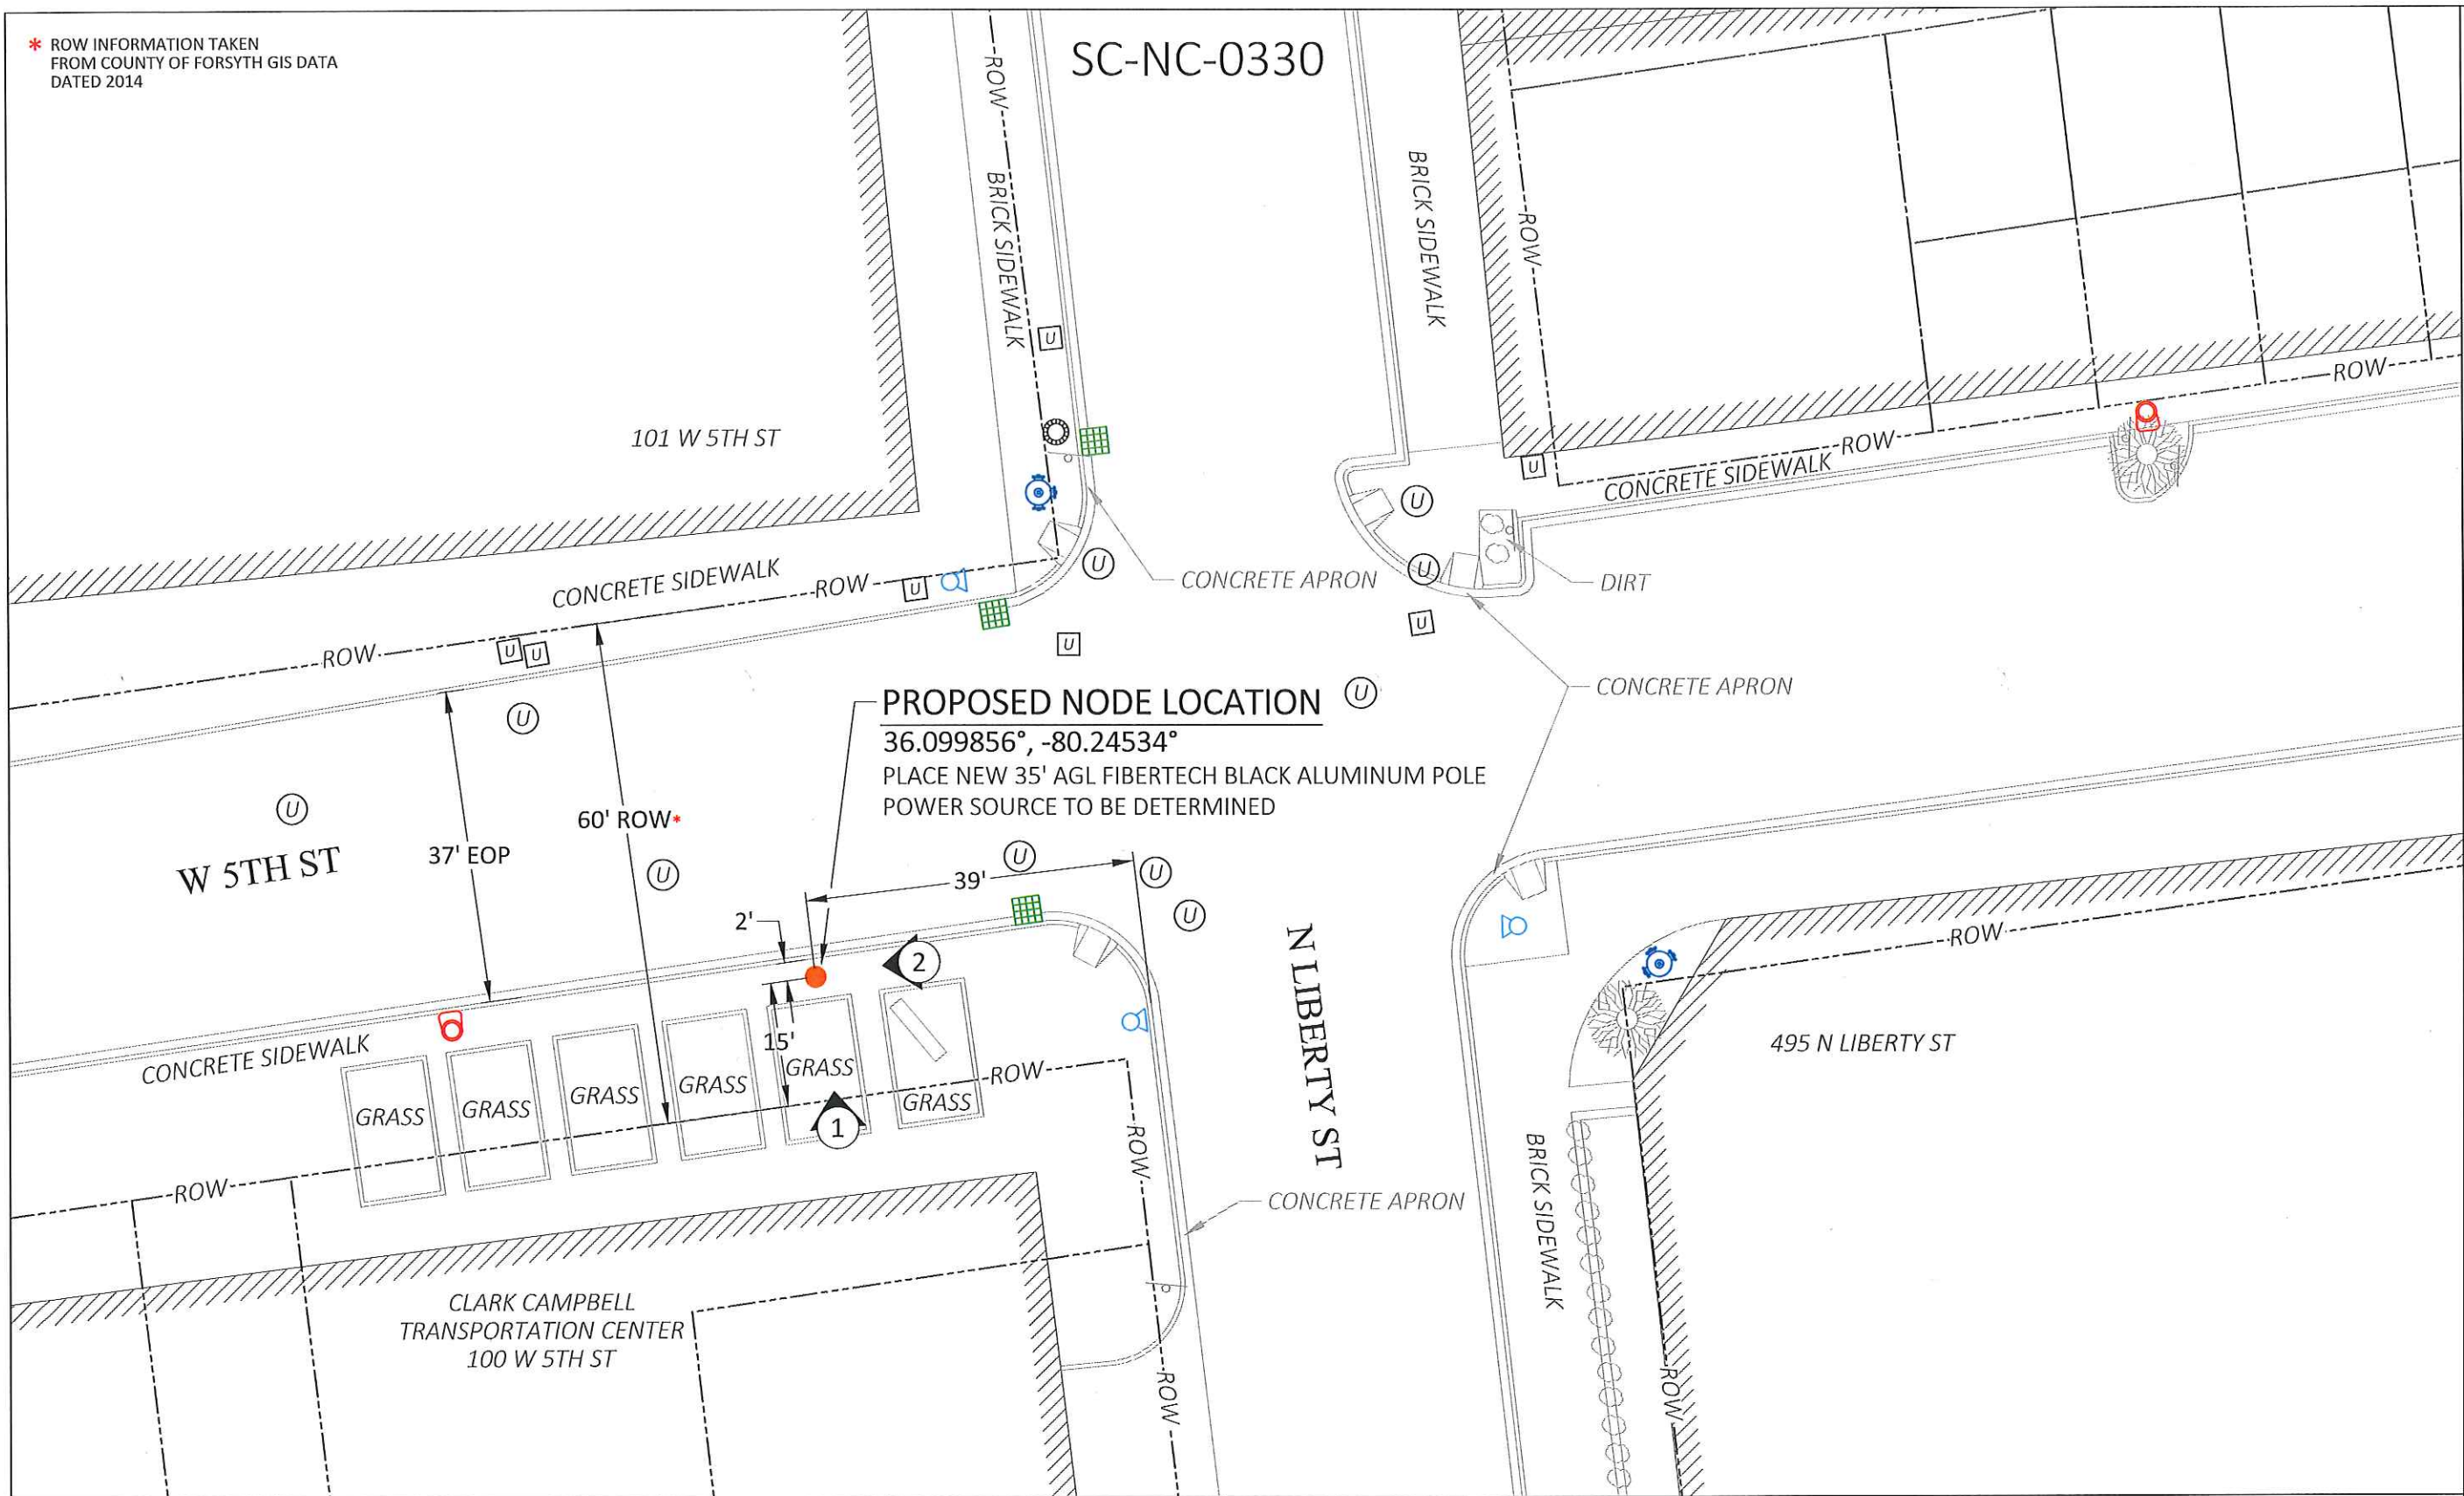 * ROW INFORMATION TAKEN
FROM COUNTY OF FORSYTH GIS DATA
DATED 2014
SC-NC-0330
ROW
BRICK SIDEWALK
BRICK SIDEWALK
ROW
U
101 W 5TH ST
ROW
ROW
CONCRETE SIDEWALK
U
U
U
U
CONCRETE SIDEWALK
ROW
U
CONCRETE APRON
DIRT
U
U
U
ROW
U
U
U
PROPOSED NODE LOCATION
36.099856°, -80.24534°
PLACE NEW 35' AGL FIBERTECH BLACK ALUMINUM POLE
POWER SOURCE TO BE DETERMINED
U
CONCRETE APRON
U
60' ROW*
37' EOP
W 5TH ST
U
U
U
U
39'
2'
2
N LIBERTY ST
ROW
15'
CONCRETE SIDEWALK
GRASS
GRASS
GRASS
GRASS
GRASS
GRASS
ROW
1
495 N LIBERTY ST
ROW
ROW
CONCRETE APRON
BRICK SIDEWALK
CLARK CAMPBELL
TRANSPORTATION CENTER
100 W 5TH ST
ROW
ROW